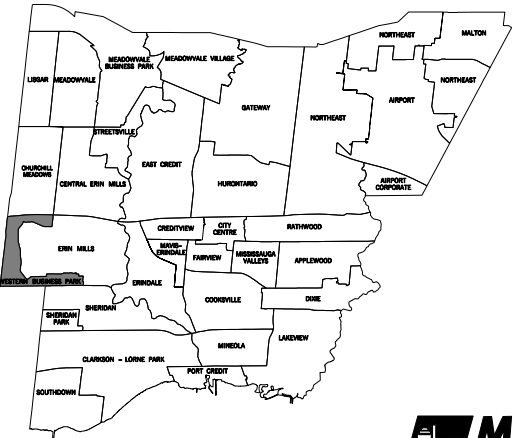 NORTHEAST
MALTON
MEADOWVALE
BUSINESS PARK
MEADOWVALE VILLAGE
LISGAR
MEADOWVALE
NORTHEAST
AIRPORT
GATEWAY
NORTHEAST
STREETSVILLE
EAST CREDIT
CHURCHILL
MEADOWS
CENTRAL ERIN MILLS
HURONTARIO
AIRPORT
CORPORATE
CREDITVIEW
CITY
CENTRE
RATHWOOD
ERIN MILLS
MAVIS-
ERINDALE
FAIRVIEW
MISSISSAUGA
VALLEYS
APPLEWOOD
WESTERN BUSINESS PARK
ERINDALE
COOKSVILLE
DIXIE
SHERIDAN
SHERIDAN
PARK
LAKEVIEW
MINEOLA
CLARKSON - LORNE PARK
PORT CREDIT
SOUTHDOWN
M